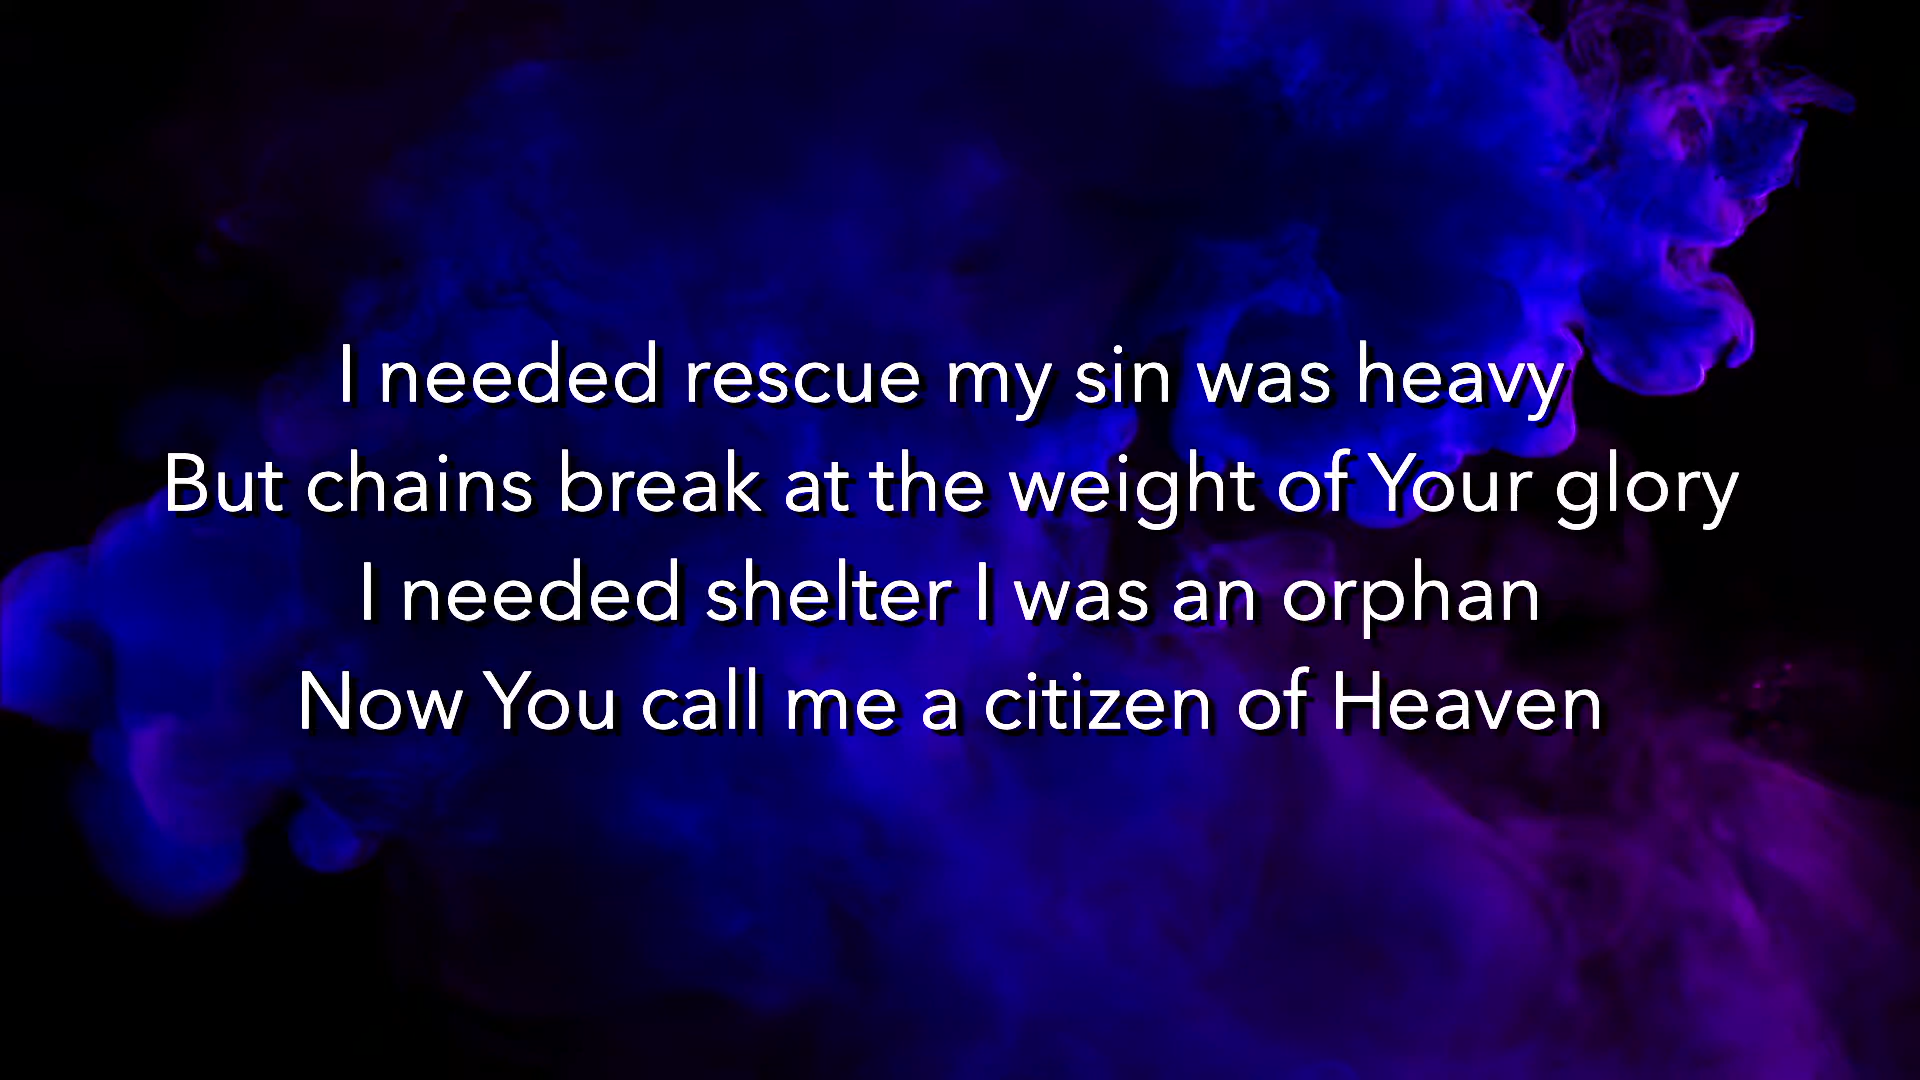 I needed rescue my sin was heavy
But chains break at the weight of Your glory
I needed shelter I was an orphan
Now You call me a citizen of Heaven